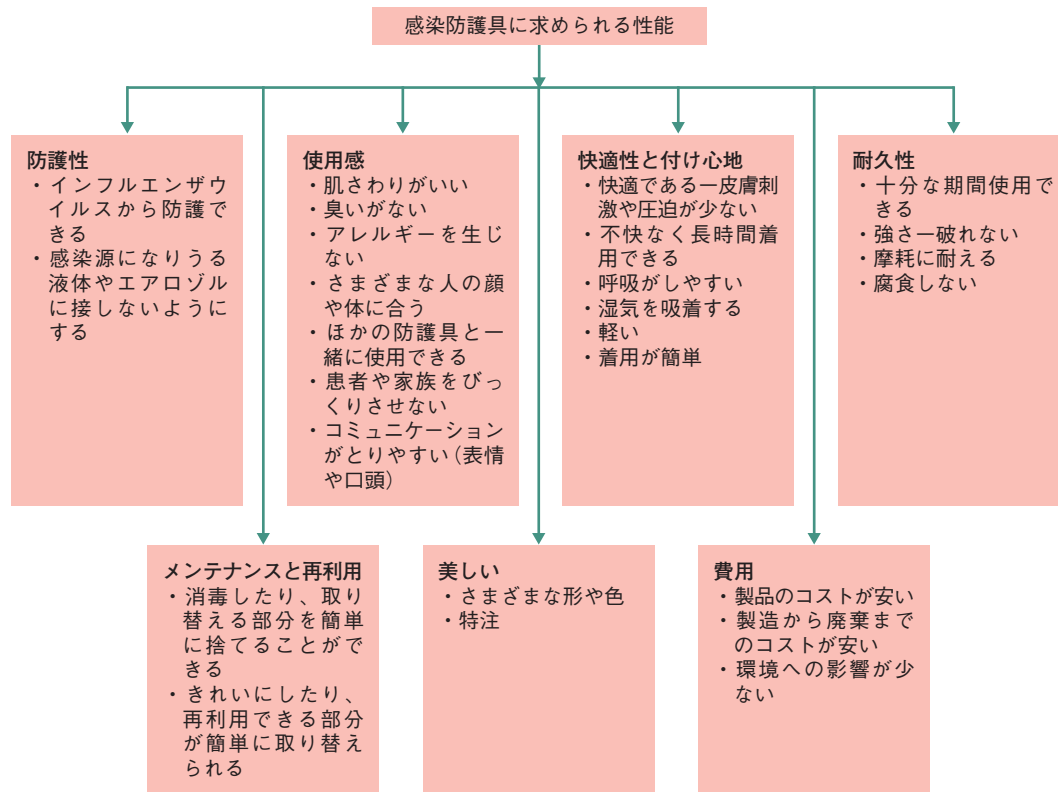 感染防護具に求められる性能
防護性
・インフルエンザウ
イルスから防護で
きる
・感染源になりうる
液体やエアロゾル
に接しないように
する
使用感
・肌さわりがいい
・臭いがない
・アレルギーを生じ
ない
・さまざまな人の顔
や体に合う
・ほかの防護具と一
緒に使用できる
・患者や家族をびっ
くりさせない
・コミュニケーション
がとりやすい(表情
や口頭)
快適性と付け心地
・快適である―皮膚刺
激や圧迫が少ない
・不快なく長時間着
用できる
・呼吸がしやすい
・湿気を吸着する
・軽い
・着用が簡単
耐久性
・十分な期間使用で
きる
・強さ―破れない
・摩耗に耐える
・腐食しない
メンテナンスと再利用
・消毒したり、取り
替える部分を簡単
に捨てることがで
きる
・きれいにしたり、
再利用できる部分
が簡単に取り替え
られる
美しい
・さまざまな形や色
・特注
費用
・製品のコストが安い
・製造から廃棄まで
のコストが安い
・環境への影響が少
ない